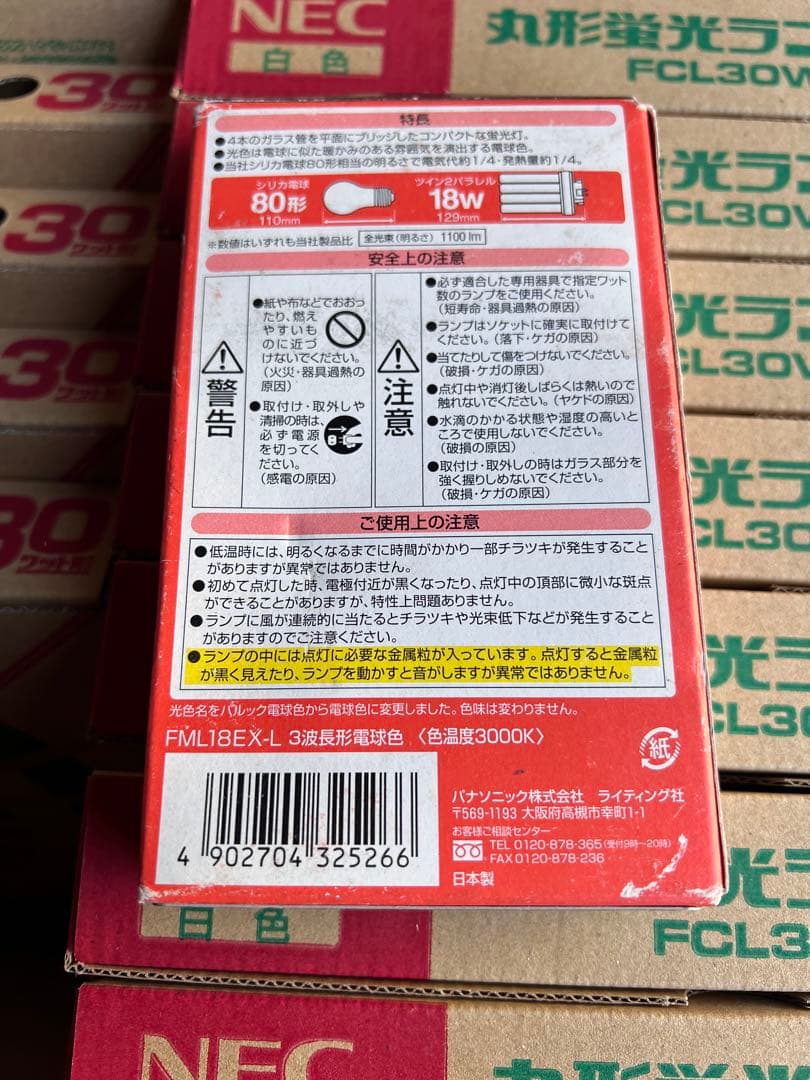 NEC
白色
丸形蛍光ラン
FCL30W
30
30
30
30
光ラ
FCL30W
光ラ
FCL30W
光ラ
FCL30
光ラ
FCL3
特長
●4本のガラス管を平面にブリッジしたコンパクトな蛍光灯。
●光色は電球に似た暖かみのある雰囲気を演出する電球色。
●当社シリカ電球80形相当の明るさで電気代約1/4・発熱量約1/4。
シリカ電球
80形
110mm
ツイン2パラレル
18W
129mm
※数値はいずれも当社製品比 全光束(明るさ) 1100 lm
安全上の注意
警告
●紙や布などでおおっ
たり、燃え
やすいも
のに近づ
けないでください。
(火災・器具過熱の
原因)
●取付け・取外しや
清掃の時は、
必ず電源
を切ってく
ださい。
(感電の原因)
注意
●必ず適合した専用器具で指定ワット
数のランプをご使用ください。
(短寿命・器具過熱の原因)
●ランプはソケットに確実に取付けて
ください。(落下・ケガの原因)
●当てたりして傷をつけないでください。
(破損・ケガの原因)
●点灯中や消灯後しばらくは熱いので
触れないでください。(ヤケドの原因)
●水滴のかかる状態や湿度の高いと
ころで使用しないでください。
(破損の原因)
●取付け・取外しの時はガラス部分を
強く握りしめないでください。
(破損・ケガの原因)
ご使用上の注意
●低温時には、明るくなるまでに時間がかかり一部チラツキが発生すること
がありますが異常ではありません。
●初めて点灯した時、電極付近が黒くなったり、点灯中の頂部に微小な斑点
ができることがありますが、特性上問題ありません。
●ランプに風が連続的に当たるとチラツキや光束低下などが発生すること
がありますのでご注意ください。
●ランプの中には点灯に必要な金属粒が入っています。点灯すると金属粒
が黒く見えたり、ランプを動かすと音がしますが異常ではありません。
光色名をパルック電球色から電球色に変更しました。色味は変わりません。
FML18EX-L 3波長形電球色 〈色温度3000K〉
紙
4 902704 325266
パナソニック株式会社 ライティング社
〒569-1193 大阪府高槻市幸町1-1
お客様ご相談センター
TEL 0120-878-365(受付9時〜20時)
FAX 0120-878-236
日本製
白色
NEC
丸形蛍光ラ